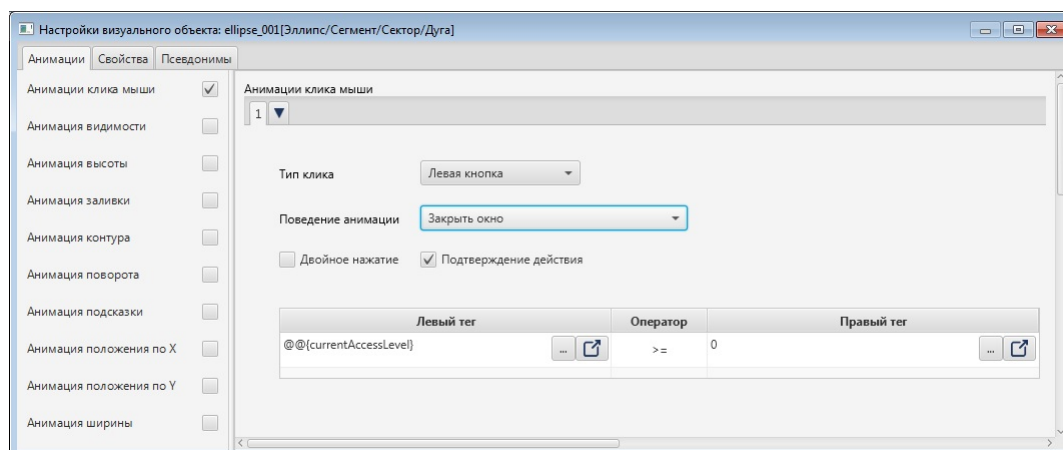 Настройки визуального объекта: ellipse_001[Эллипс/Сегмент/Сектор/Дуга]
Анимации Свойства Псевдонимы
Анимации клика мыши
Анимация видимости
Анимация высоты
Анимация заливки
Анимация контура
Анимация поворота
Анимация подсказки
Анимация положения по X
Анимация положения по Y
Анимация ширины
Анимации клика мыши
1
Тип клика Левая кнопка
Поведение анимации Закрыть окно
Двойное нажатие Подтверждение действия
Левый тег Оператор Правый тег
@@{currentAccessLevel} ... >= 0 ...